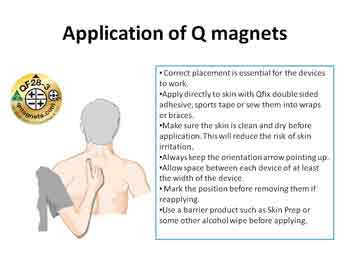 Application of Q magnets
QF28-3
qmagnets.com
• Correct placement is essential for the devices
to work.
•Apply directly to skin with Qfix double sided
adhesive, sports tape or sew them into wraps
or braces.
•Make sure the skin is clean and dry before
application. This will reduce the risk of skin
irritation.
•Always keep the orientation arrow pointing up.
•Allow space between each device of at least
the width of the device.
• Mark the position before removing them if
reapplying.
•Use a barrier product such as Skin Prep or
some other alcohol wipe before applying.